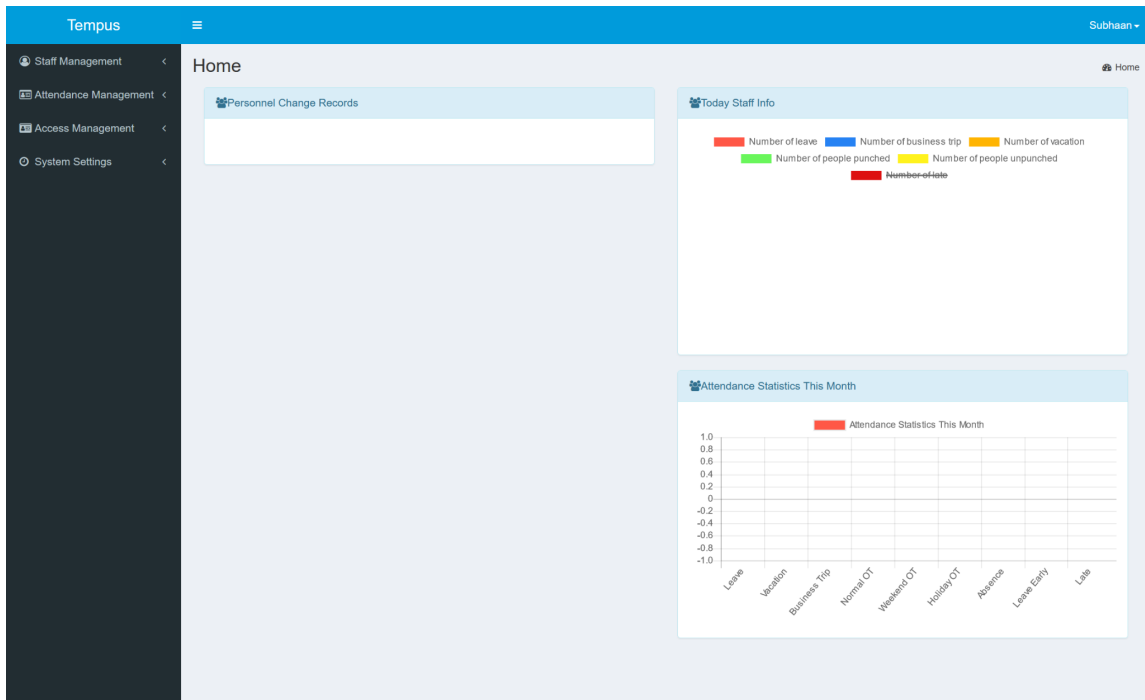 Tempus
Subhaan
Staff Management
Attendance Management
Access Management
System Settings
Home
Home
Personnel Change Records
Today Staff Info
Number of leave Number of business trip Number of vacation
Number of people punched Number of people unpunched
Number of late
Attendance Statistics This Month
Attendance Statistics This Month
1.0
0.8
0.6
0.4
0.2
0
-0.2
-0.4
-0.6
-0.8
-1.0
Leave Vacation Business Trip Normal OT Weekend OT Holiday OT Absence Leave Early Late